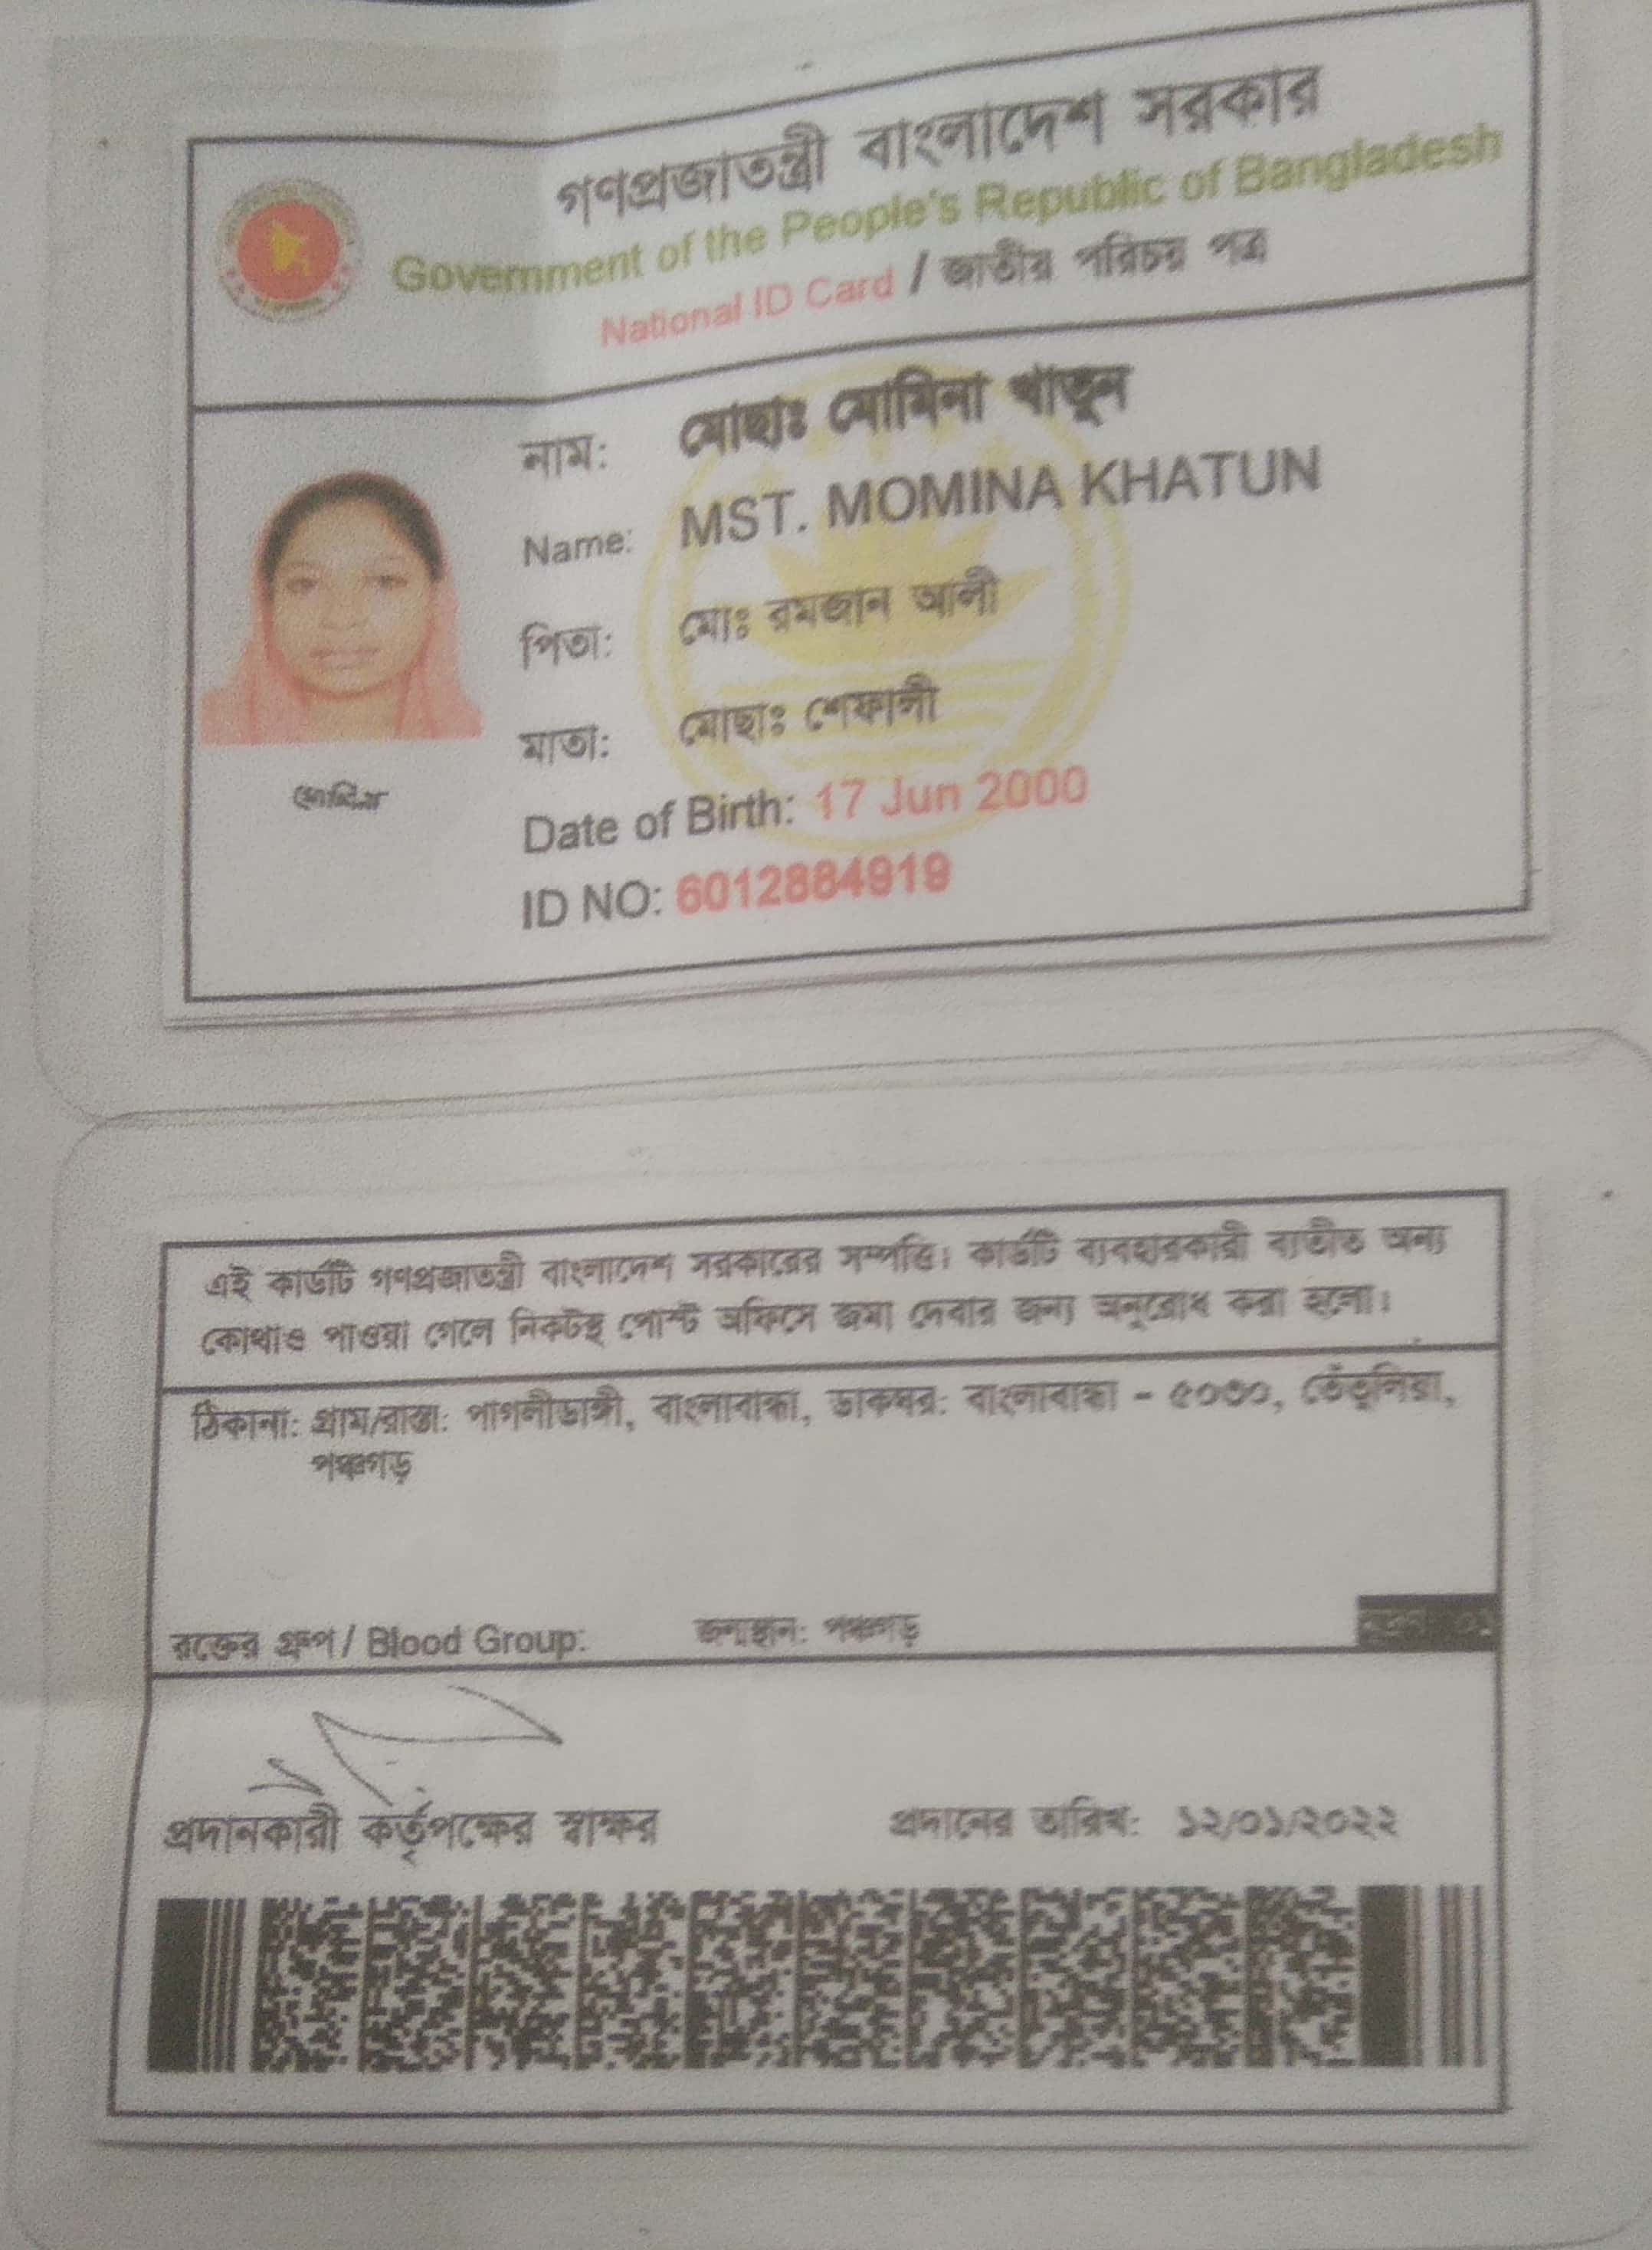 গণপ্রজাতন্ত্রী বাংলাদেশ সরকার
Government of the People's Republic of Bangladesh
National ID Card / জাতীয় পরিচয় পত্র
নাম: মোছাঃ মোমিনা খাতুন
Name: MST. MOMINA KHATUN
পিতা: মোঃ রমজান আলী
মাতা: মোছাঃ শেফালী
মোমিনা
Date of Birth: 17 Jun 2000
ID NO: 6012884919
এই কার্ডটি গণপ্রজাতন্ত্রী বাংলাদেশ সরকারের সম্পত্তি। কার্ডটি ব্যবহারকারী ব্যতীত অন্য
কোথাও পাওয়া গেলে নিকটস্থ পোস্ট অফিসে জমা দেবার জন্য অনুরোধ করা হলো।
ঠিকানা: গ্রাম/রাস্তা: পাগলীডাঙ্গী, বাংলাবান্ধা, ডাকঘর: বাংলাবান্ধা - ৫০৩০, তেঁতুলিয়া,
পঞ্চগড়
রক্তের গ্রুপ / Blood Group: জন্মস্থান: পঞ্চগড়
প্রদানকারী কর্তৃপক্ষের স্বাক্ষর প্রদানের তারিখ: ১২/০১/২০২২